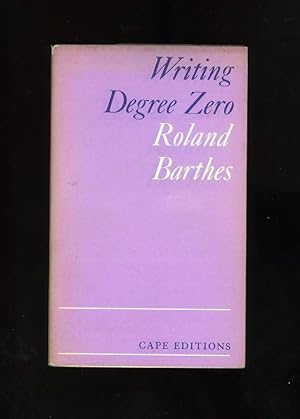 Writing
Degree Zero
Roland
Barthes
CAPE EDITIONS